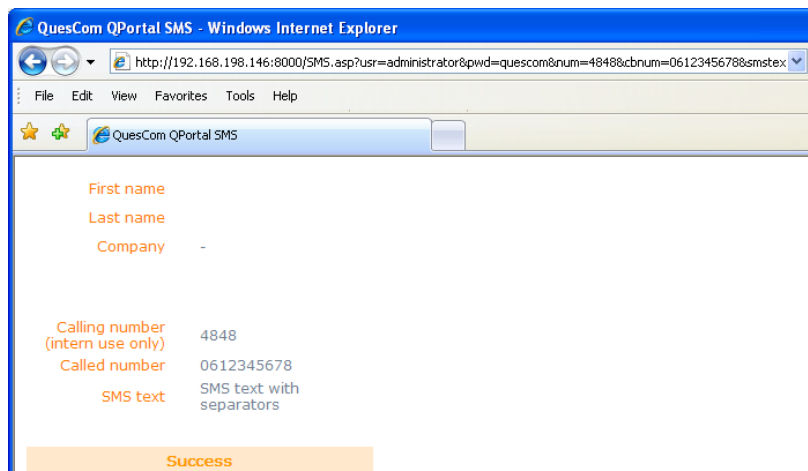 QuesCom QPortal SMS - Windows Internet Explorer
http://192.168.198.146:8000/SMS.asp?usr=administrator&pwd=quescom&num=4848&cbnum=0612345678&smstex
File Edit View Favorites Tools Help
QuesCom QPortal SMS
First name
Last name
Company -
Calling number
(intern use only) 4848
Called number 0612345678
SMS text SMS text with
separators
Success